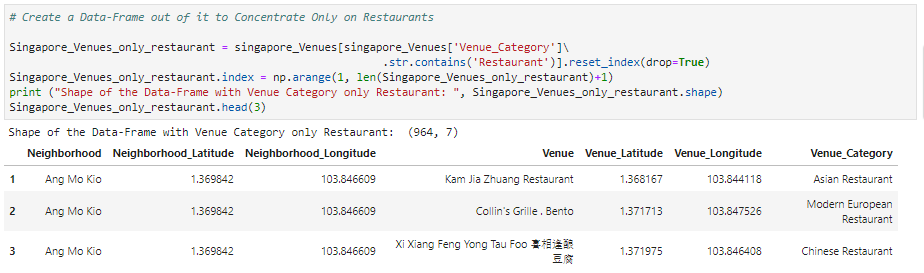 # Create a Data-Frame out of it to Concentrate Only on Restaurants
Singapore_Venues_only_restaurant = singapore_Venues[singapore_Venues['Venue_Category']\
.str.contains('Restaurant')].reset_index(drop=True)
Singapore_Venues_only_restaurant.index = np.arange(1, len(Singapore_Venues_only_restaurant)+1)
print ("Shape of the Data-Frame with Venue Category only Restaurant: ", Singapore_Venues_only_restaurant.shape)
Singapore_Venues_only_restaurant.head(3)
Shape of the Data-Frame with Venue Category only Restaurant:  (964, 7)
Neighborhood Neighborhood_Latitude Neighborhood_Longitude Venue Venue_Latitude Venue_Longitude Venue_Category
1 Ang Mo Kio 1.369842 103.846609 Kam Jia Zhuang Restaurant 1.368167 103.844118 Asian Restaurant
2 Ang Mo Kio 1.369842 103.846609 Collin's Grille . Bento 1.371713 103.847526 Modern European
Restaurant
3 Ang Mo Kio 1.369842 103.846609 Xi Xiang Feng Yong Tau Foo 喜相逢酿
豆腐 1.371975 103.846408 Chinese Restaurant